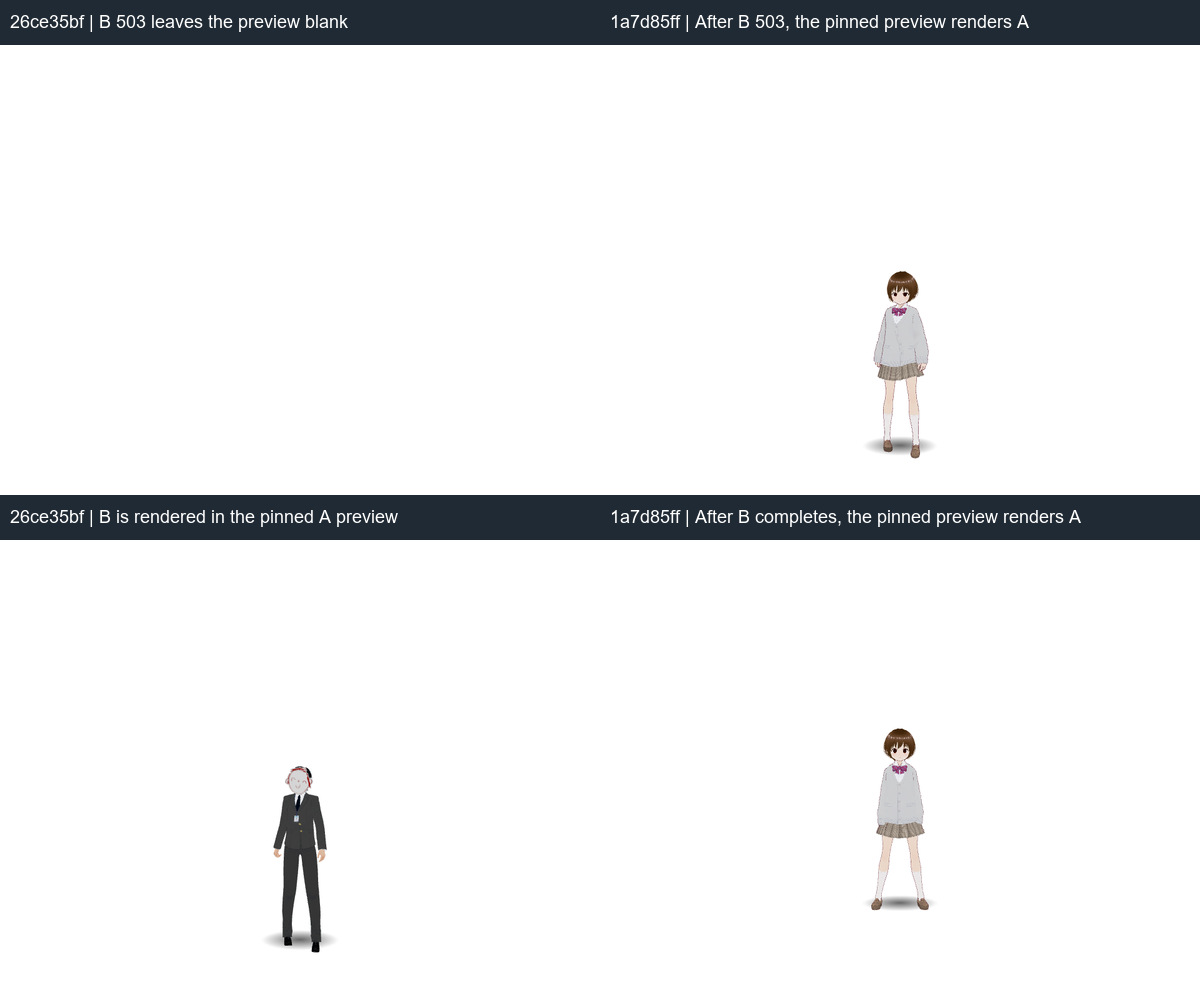 26ce35bf | B 503 leaves the preview blank
1a7d85ff | After B 503, the pinned preview renders A
26ce35bf | B is rendered in the pinned A preview
1a7d85ff | After B completes, the pinned preview renders A